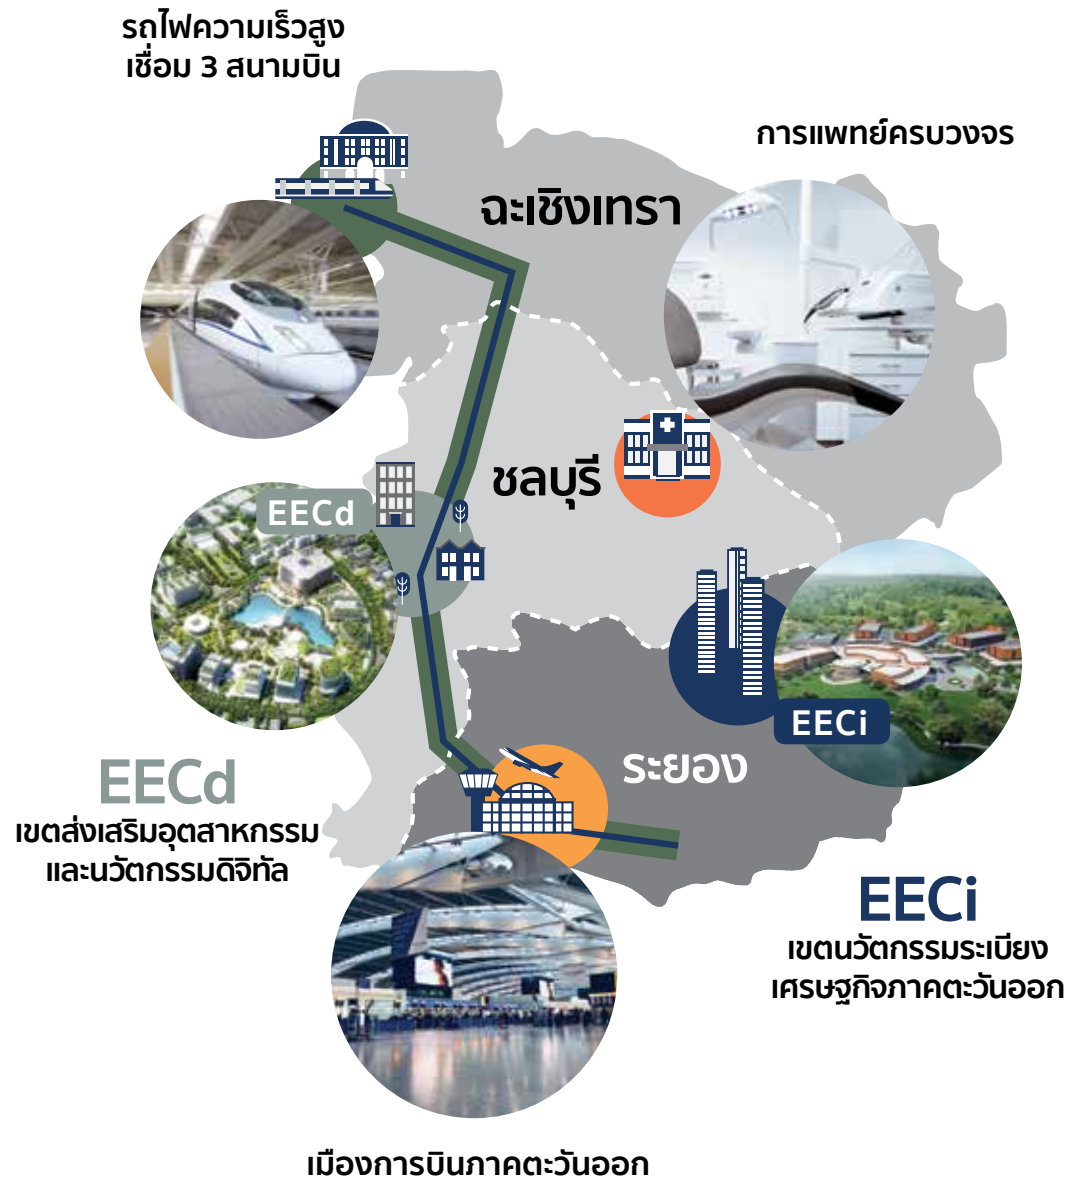 รถไฟความเร็วสูง
เชื่อม 3 สนามบิน
การแพทย์ครบวงจร
ฉะเชิงเทรา
ชลบุรี
EECd
EECi
ระยอง
EECd
เขตส่งเสริมอุตสาหกรรม
และนวัตกรรมดิจิทัล
EECi
เขตนวัตกรรมระเบียง
เศรษฐกิจภาคตะวันออก
เมืองการบินภาคตะวันออก